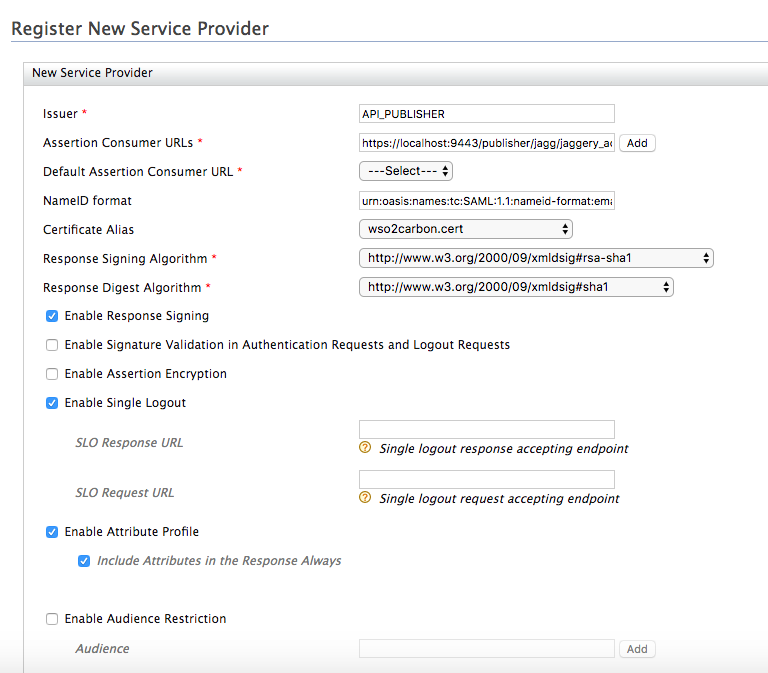 Register New Service Provider
New Service Provider
Issuer * API_PUBLISHER
Assertion Consumer URLs * https://localhost:9443/publisher/jagg/jaggery_a Add
Default Assertion Consumer URL * ---Select---
NameID format urn:oasis:names:tc:SAML:1.1:nameid-format:ema
Certificate Alias wso2carbon.cert
Response Signing Algorithm * http://www.w3.org/2000/09/xmldsig#rsa-sha1
Response Digest Algorithm * http://www.w3.org/2000/09/xmldsig#sha1
Enable Response Signing
Enable Signature Validation in Authentication Requests and Logout Requests
Enable Assertion Encryption
Enable Single Logout
SLO Response URL
? Single logout response accepting endpoint
SLO Request URL
? Single logout request accepting endpoint
Enable Attribute Profile
Include Attributes in the Response Always
Enable Audience Restriction
Audience Add